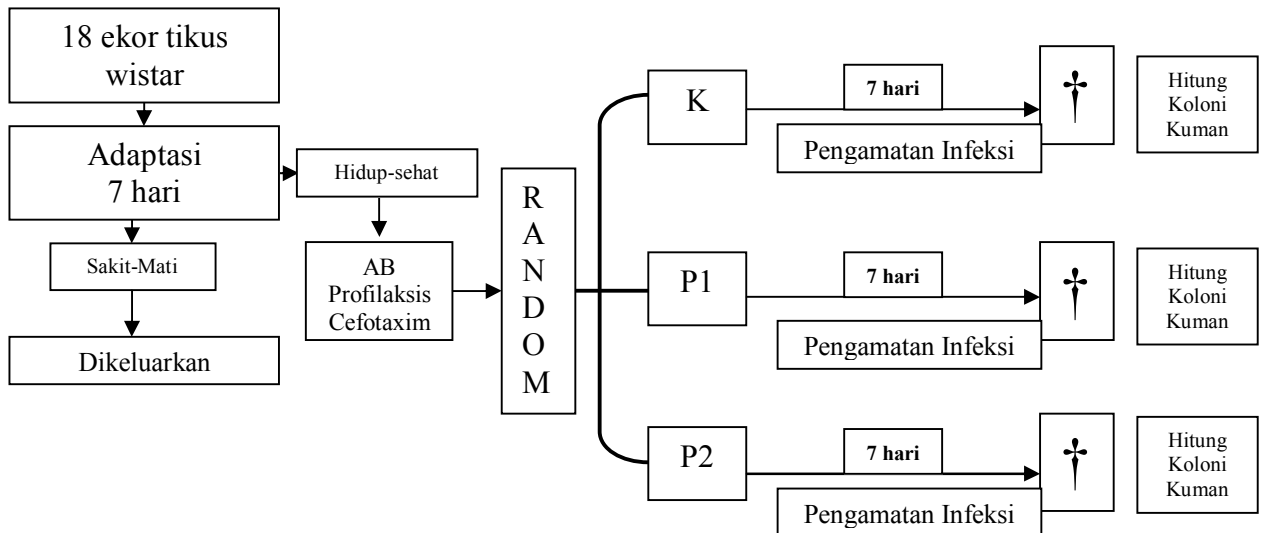 18 ekor tikus
wistar
Adaptasi
7 hari
Sakit-Mati
Dikeluarkan
Hidup-sehat
AB
Profilaksis
Cefotaxim
R
A
N
D
O
M
K
7 hari
Pengamatan Infeksi
†
Hitung
Koloni
Kuman
P1
7 hari
Pengamatan Infeksi
†
Hitung
Koloni
Kuman
P2
7 hari
Pengamatan Infeksi
†
Hitung
Koloni
Kuman